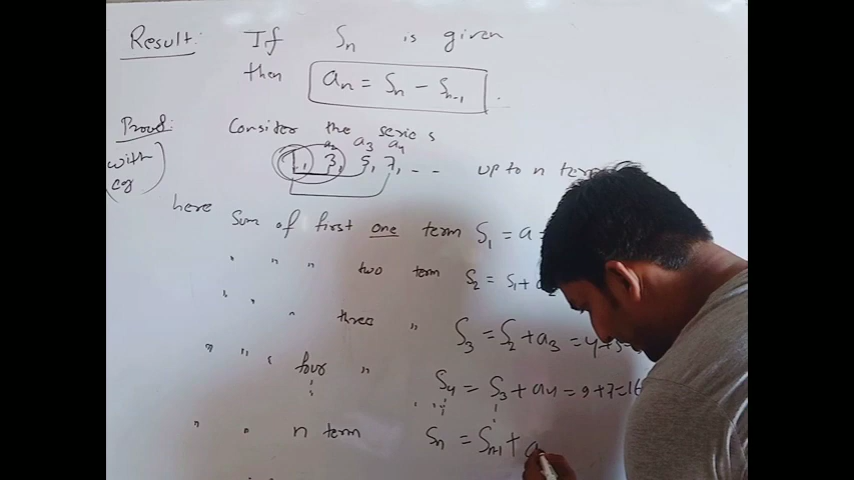 Result: If Sn is given
then an = Sn - Sn-1 .
Proof: Consider the series
(with eg)
a2 a3 a4
1, 3, 5, 7, - - up to n
here Sum of first one term S1 = a
" " " two term S2 = S1 + a2
" " " three " S3 = S2 + a3 = 4+5
" " " four " S4 = S3 + a4 = 9+7=16
" " n term Sn = Sn-1 + a